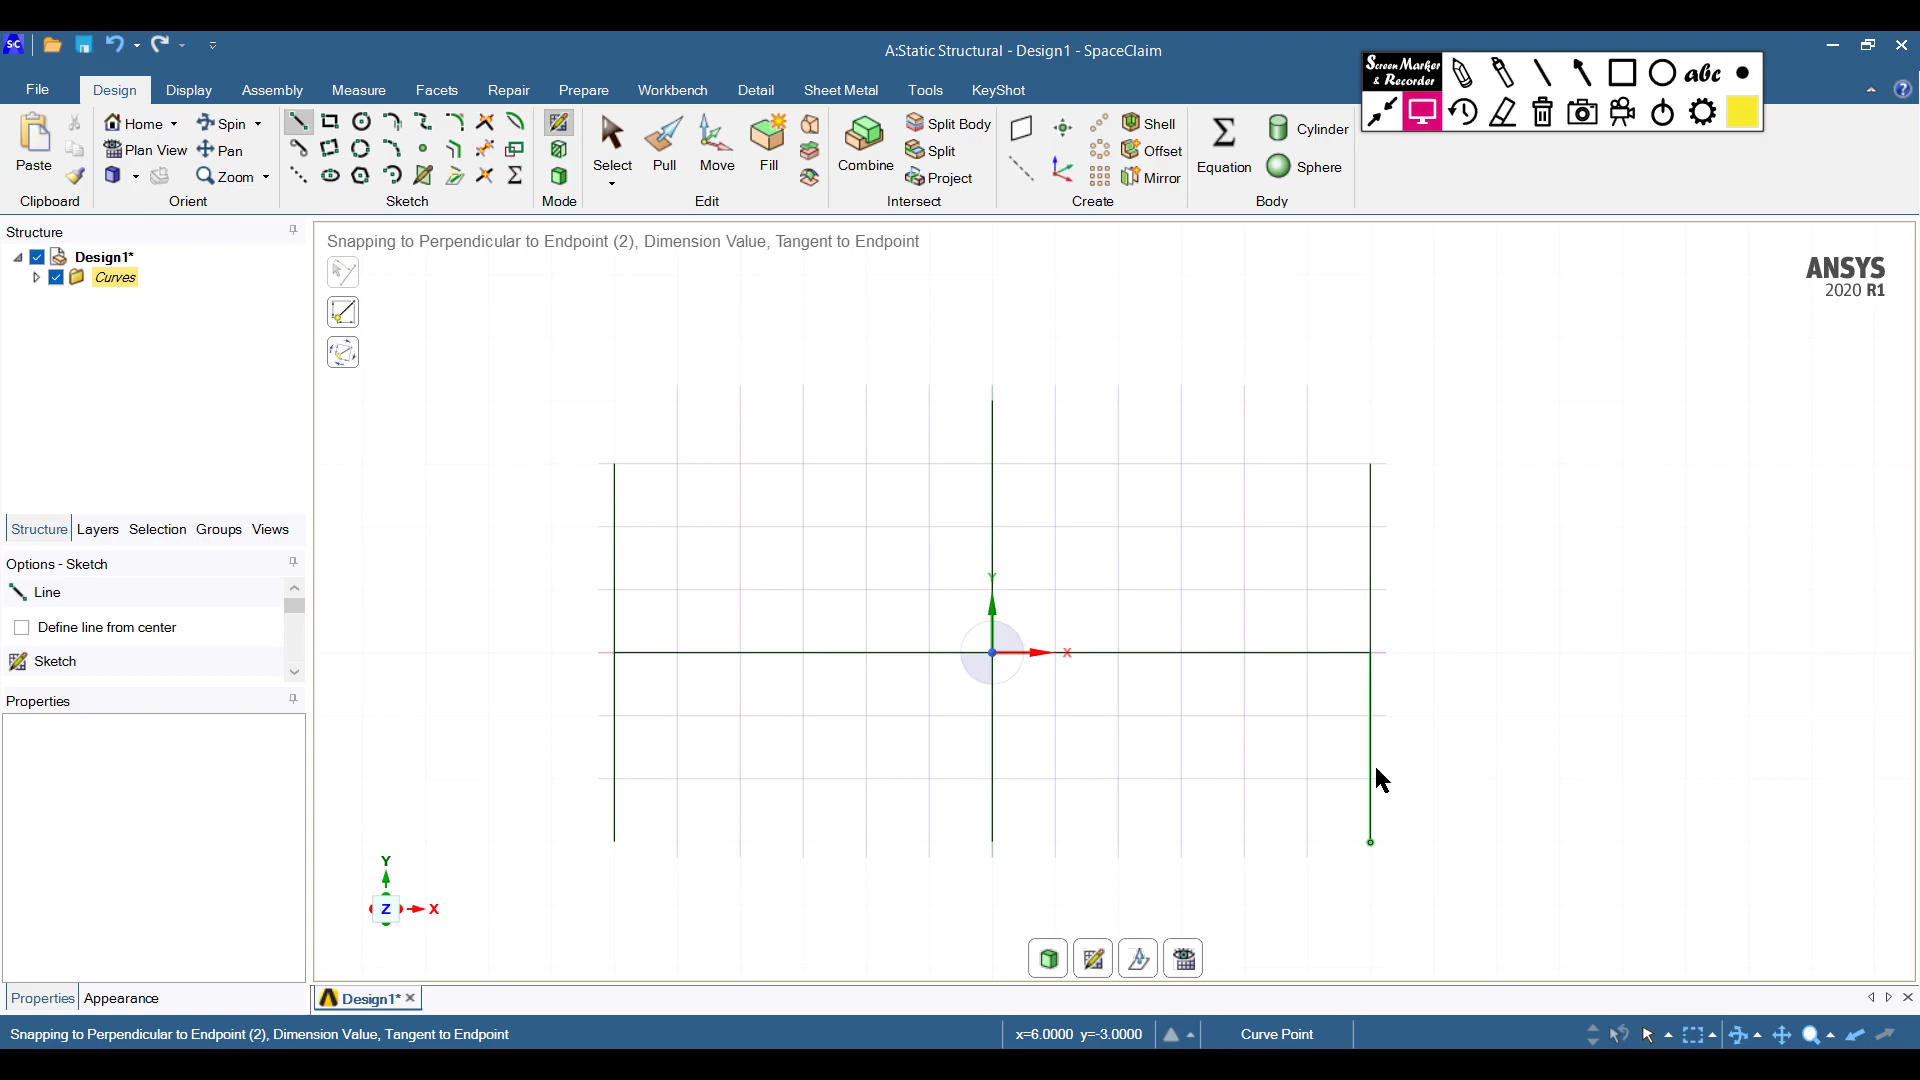 SC
A:Static Structural - Design1 - SpaceClaim
Screen Marker
& Recorder
abc
File
Design
Display
Assembly
Measure
Facets
Repair
Prepare
Workbench
Detail
Sheet Metal
Tools
KeyShot
Paste
Home
Spin
Plan View
Pan
Zoom
Clipboard
Orient
Sketch
Mode
Select
Pull
Move
Fill
Edit
Combine
Split Body
Split
Project
Intersect
Shell
Offset
Mirror
Create
Equation
Cylinder
Sphere
Body
Structure
Design1*
Curves
Structure Layers Selection Groups Views
Options - Sketch
Line
Define line from center
Sketch
Properties
Properties Appearance
Snapping to Perpendicular to Endpoint (2), Dimension Value, Tangent to Endpoint
ANSYS
2020 R1
Y
X
Y
Z
X
Design1*
Snapping to Perpendicular to Endpoint (2), Dimension Value, Tangent to Endpoint
x=6.0000 y=-3.0000
Curve Point